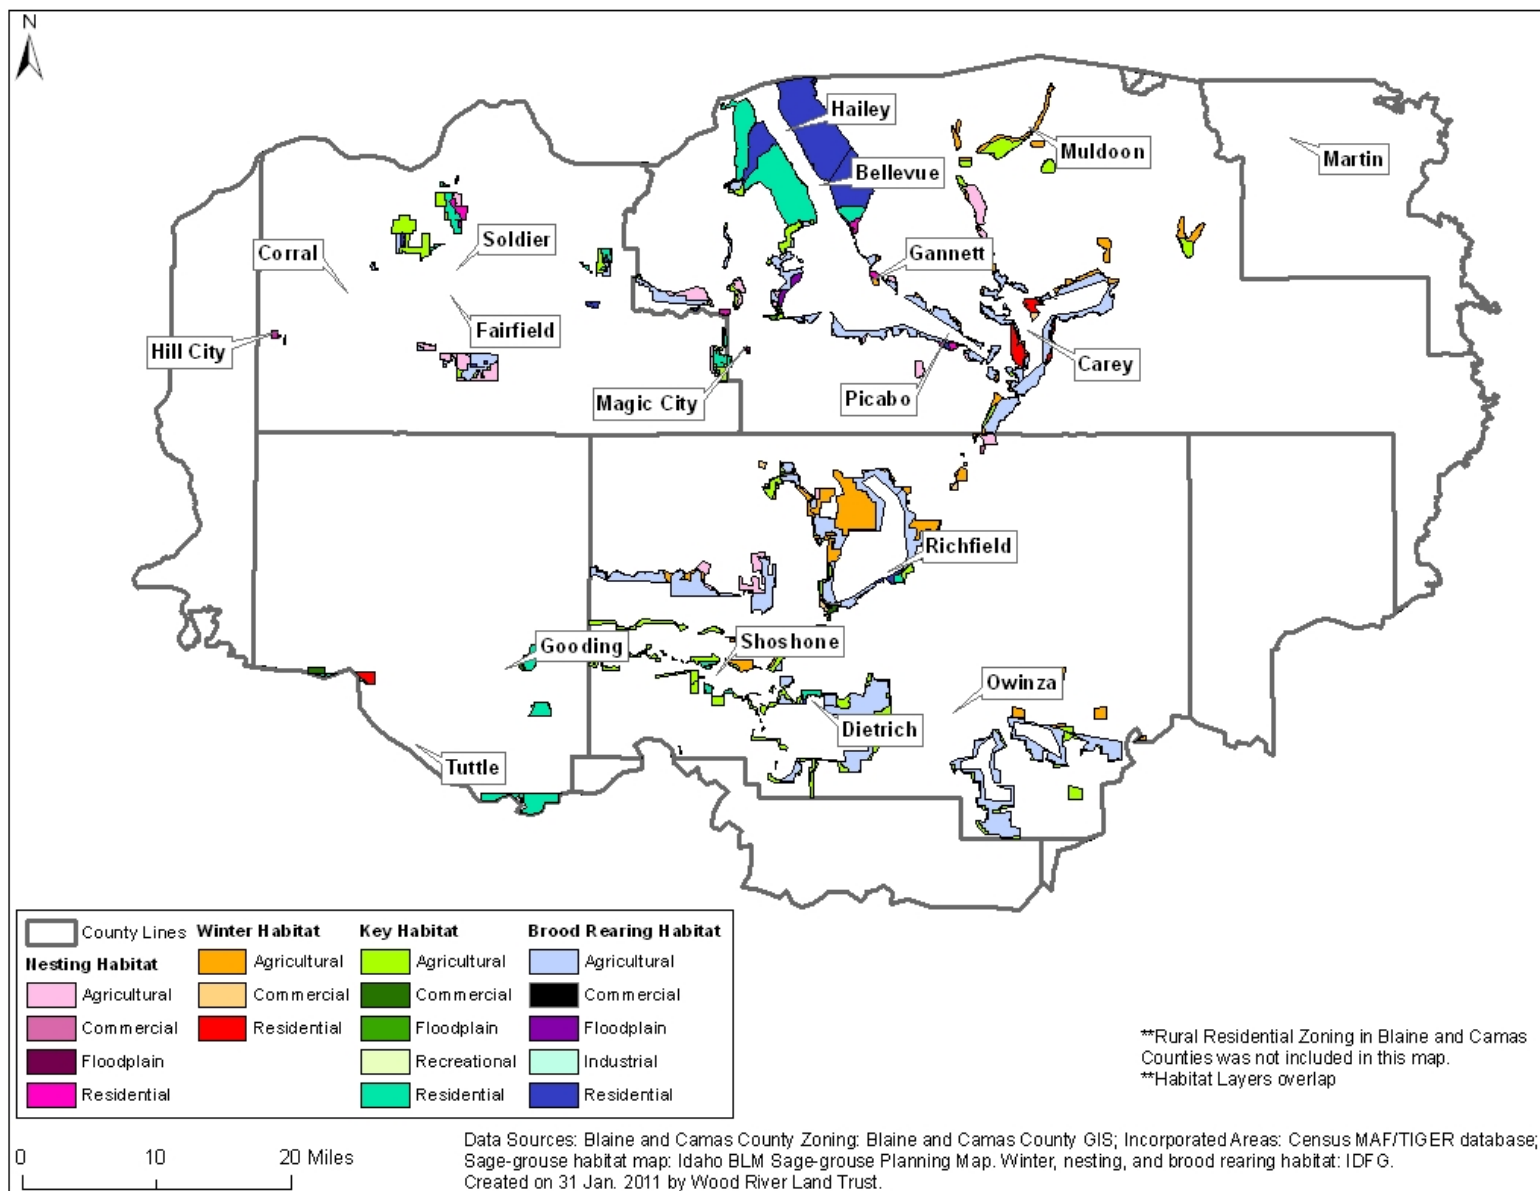 N
Hailey
Muldoon
Martin
Bellevue
Soldier
Corral
Gannett
Fairfield
Hill City
Carey
Magic City
Picabo
Richfield
Gooding
Shoshone
Owinza
Dietrich
Tuttle
County Lines
Nesting Habitat
Agricultural
Commercial
Floodplain
Residential
Winter Habitat
Agricultural
Commercial
Residential
Key Habitat
Agricultural
Commercial
Floodplain
Recreational
Residential
Brood Rearing Habitat
Agricultural
Commercial
Floodplain
Industrial
Residential
**Rural Residential Zoning in Blaine and Camas
Counties was not included in this map.
**Habitat Layers overlap
0 10 20 Miles
Data Sources: Blaine and Camas County Zoning: Blaine and Camas County GIS; Incorporated Areas: Census MAF/TIGER database;
Sage-grouse habitat map: Idaho BLM Sage-grouse Planning Map. Winter, nesting, and brood rearing habitat: IDFG.
Created on 31 Jan. 2011 by Wood River Land Trust.